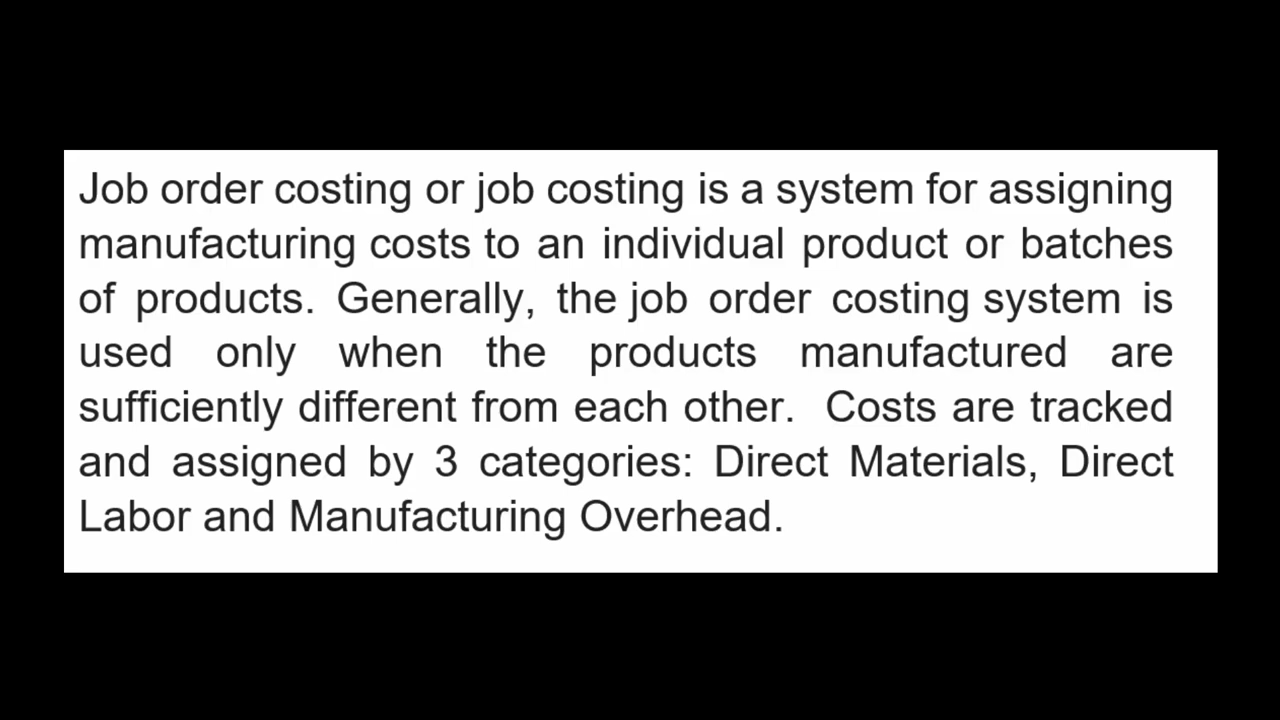 Job order costing or job costing is a system for assigning
manufacturing costs to an individual product or batches
of products. Generally, the job order costing system is
used only when the products manufactured are
sufficiently different from each other.  Costs are tracked
and assigned by 3 categories: Direct Materials, Direct
Labor and Manufacturing Overhead.